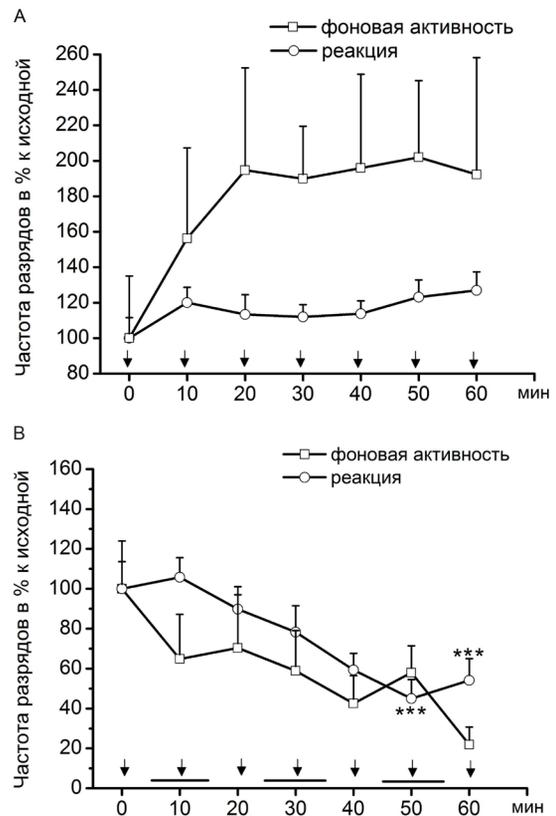 А
фоновая активность
реакция
Частота разрядов в % к исходной
260
240
220
200
180
160
140
120
100
80
0 10 20 30 40 50 60 мин
В
фоновая активность
реакция
Частота разрядов в % к исходной
160
140
120
100
80
60
40
20
0
***
***
0 10 20 30 40 50 60 мин